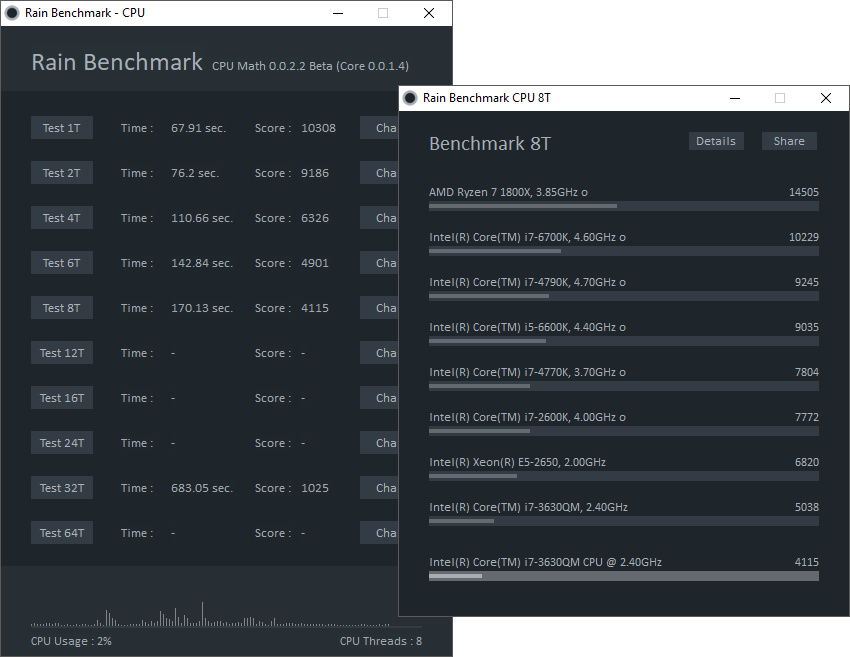 Rain Benchmark - CPU
Rain Benchmark CPU Math 0.0.2.2 Beta (Core 0.0.1.4)
Test 1T Time : 67.91 sec. Score : 10308 Cha
Test 2T Time : 76.2 sec. Score : 9186 Cha
Test 4T Time : 110.66 sec. Score : 6326 Cha
Test 6T Time : 142.84 sec. Score : 4901 Cha
Test 8T Time : 170.13 sec. Score : 4115 Cha
Test 12T Time : - Score : - Cha
Test 16T Time : - Score : - Cha
Test 24T Time : - Score : - Cha
Test 32T Time : 683.05 sec. Score : 1025 Cha
Test 64T Time : - Score : - Cha
CPU Usage : 2% CPU Threads : 8
Rain Benchmark CPU 8T
Benchmark 8T Details Share
AMD Ryzen 7 1800X, 3.85GHz o 14505
Intel(R) Core(TM) i7-6700K, 4.60GHz o 10229
Intel(R) Core(TM) i7-4790K, 4.70GHz o 9245
Intel(R) Core(TM) i5-6600K, 4.40GHz o 9035
Intel(R) Core(TM) i7-4770K, 3.70GHz o 7804
Intel(R) Core(TM) i7-2600K, 4.00GHz o 7772
Intel(R) Xeon(R) E5-2650, 2.00GHz 6820
Intel(R) Core(TM) i7-3630QM, 2.40GHz 5038
Intel(R) Core(TM) i7-3630QM CPU @ 2.40GHz 4115